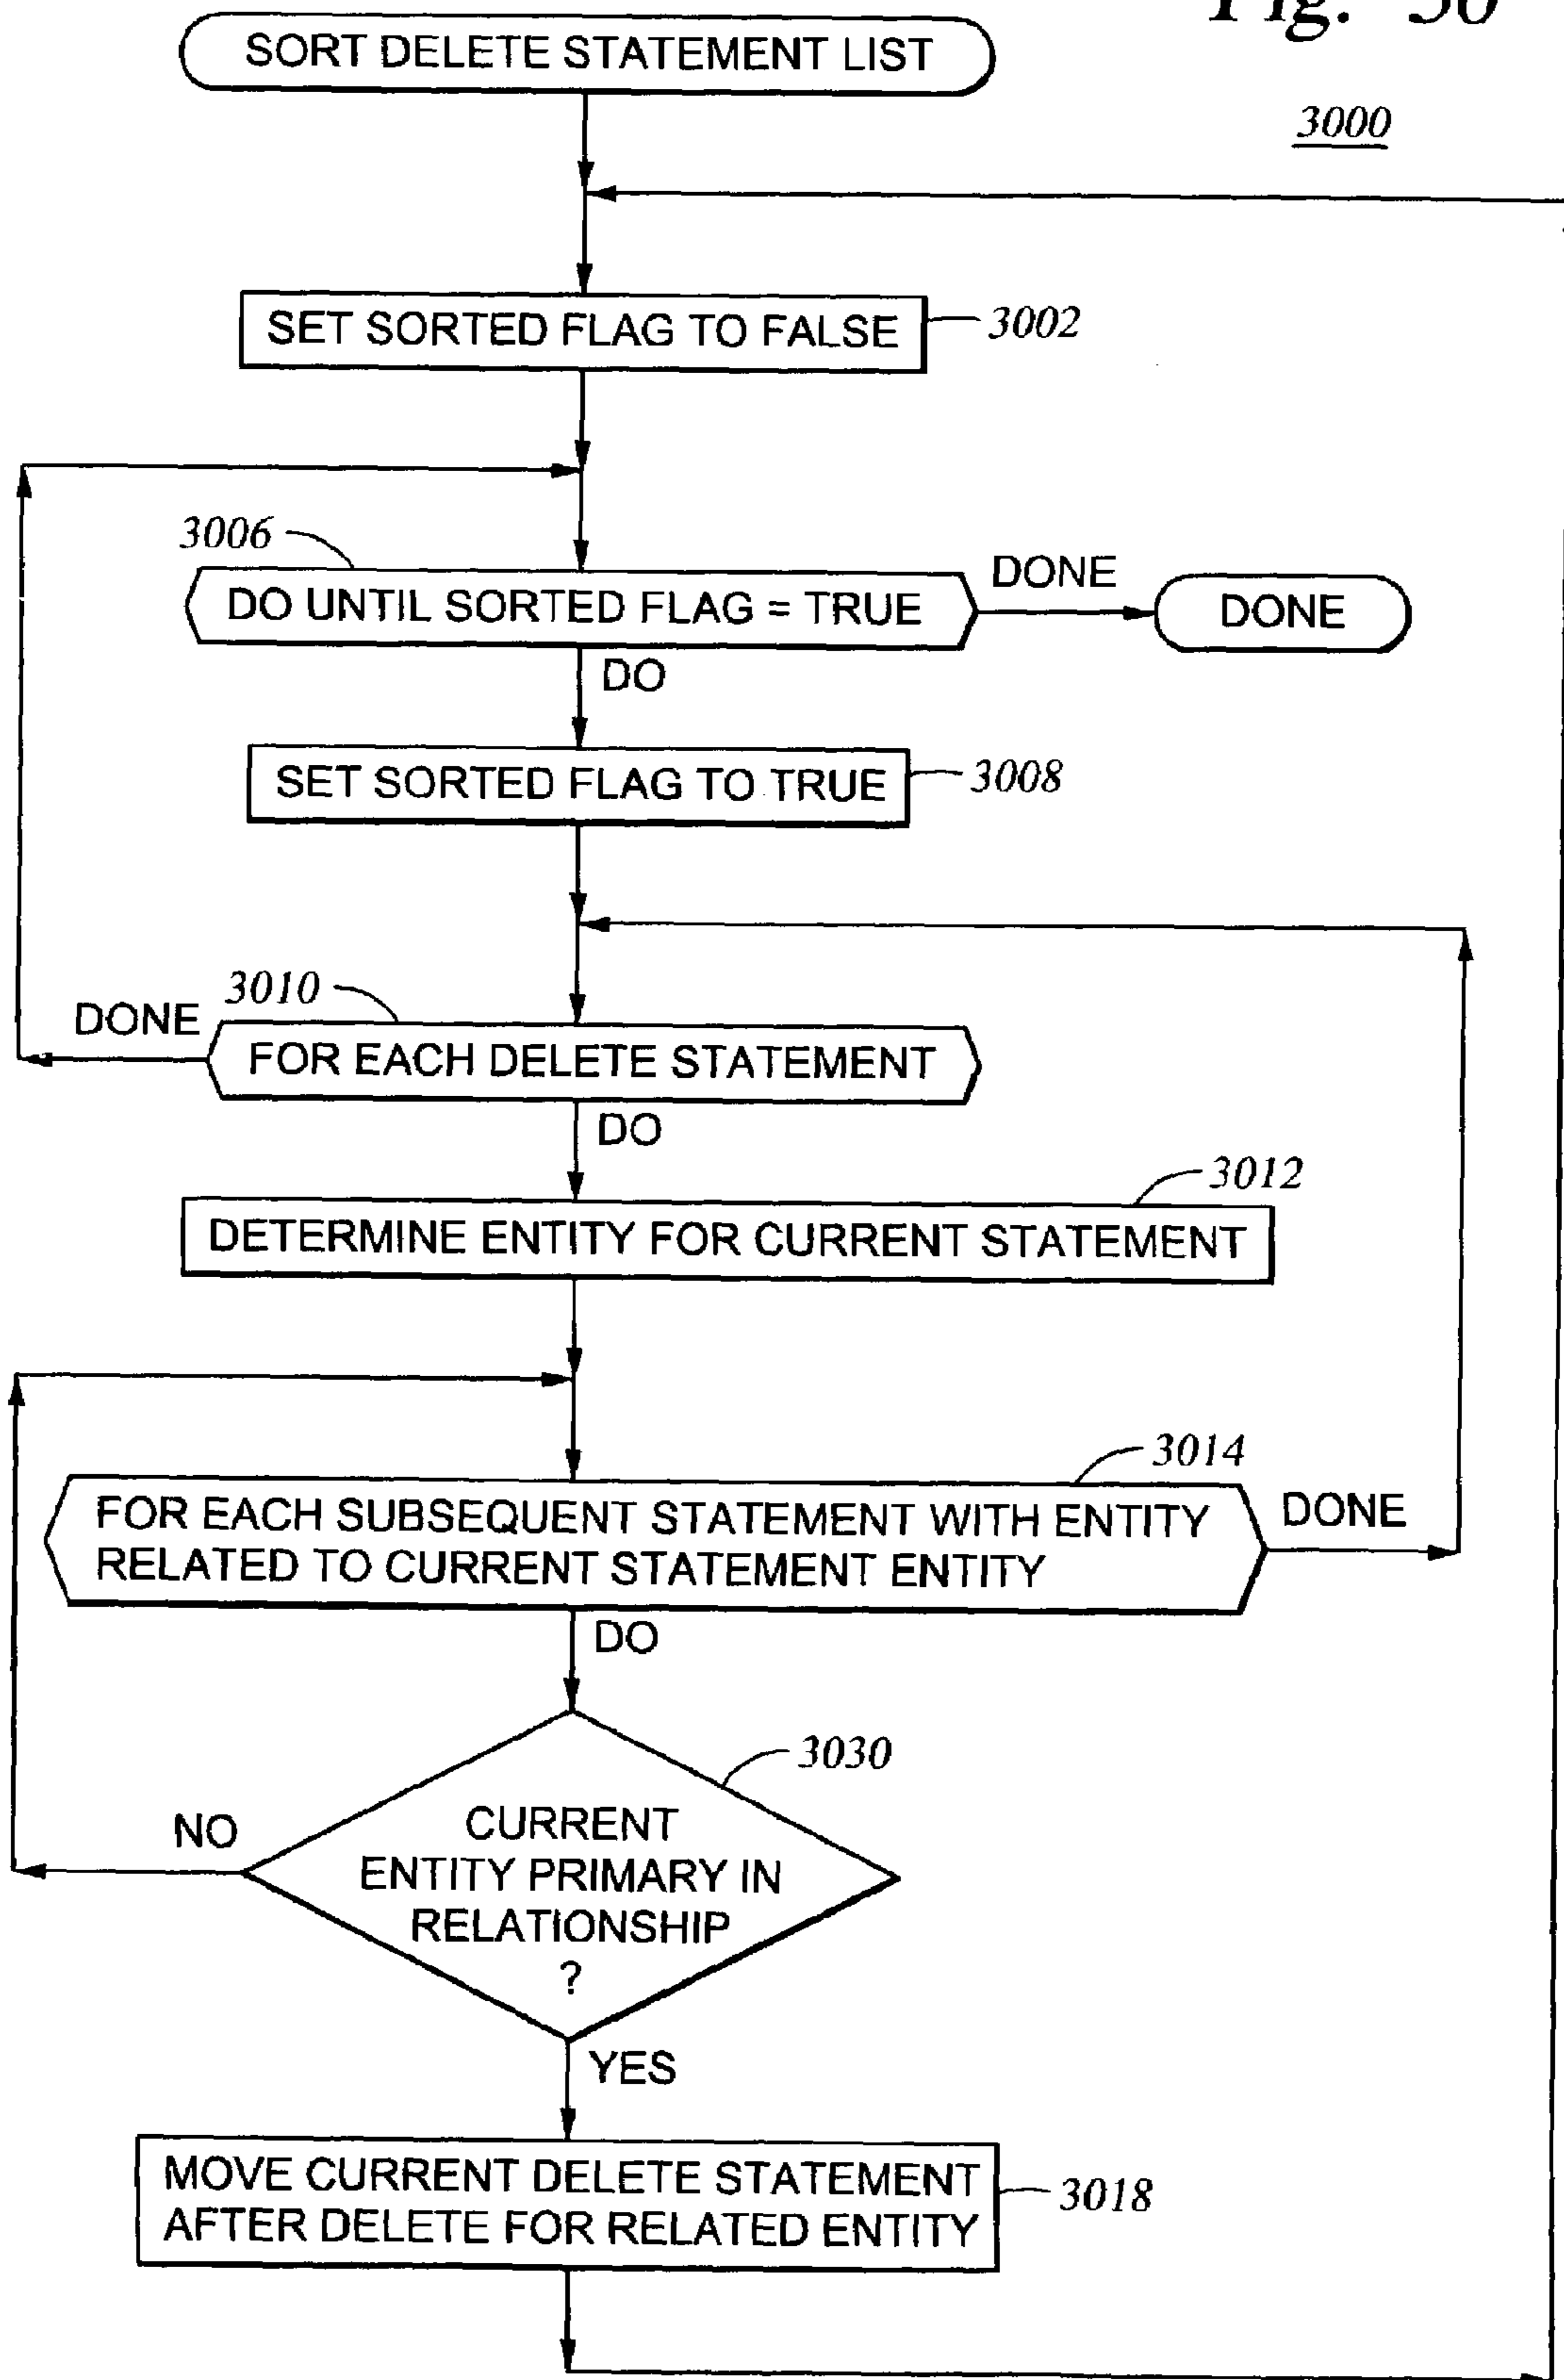 Fig. 30
SORT DELETE STATEMENT LIST
3000
SET SORTED FLAG TO FALSE
3002
3006
DO UNTIL SORTED FLAG = TRUE
DONE
DONE
DO
SET SORTED FLAG TO TRUE
3008
3010
DONE
FOR EACH DELETE STATEMENT
DO
3012
DETERMINE ENTITY FOR CURRENT STATEMENT
3014
FOR EACH SUBSEQUENT STATEMENT WITH ENTITY
RELATED TO CURRENT STATEMENT ENTITY
DONE
DO
3030
NO
CURRENT
ENTITY PRIMARY IN
RELATIONSHIP
?
YES
MOVE CURRENT DELETE STATEMENT
AFTER DELETE FOR RELATED ENTITY
3018